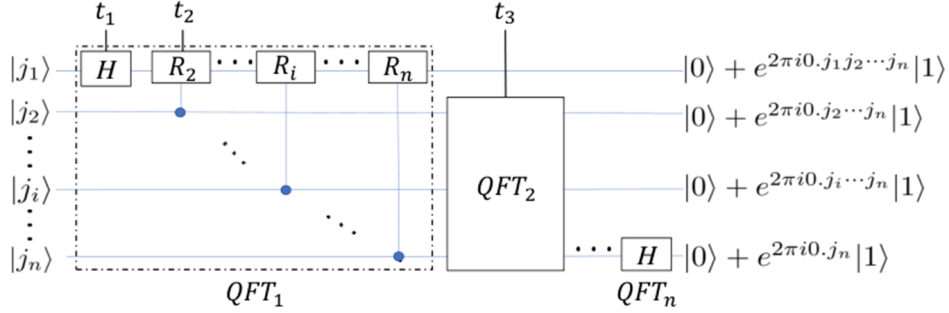 t₁ t₂ t₃
|j₁⟩ H R₂ ··· Rᵢ ··· Rₙ |0⟩ + e^{2πi0.j₁j₂···jₙ}|1⟩
|j₂⟩ |0⟩ + e^{2πi0.j₂···jₙ}|1⟩
|jᵢ⟩ QFT₂ |0⟩ + e^{2πi0.jᵢ···jₙ}|1⟩
|jₙ⟩ ··· H |0⟩ + e^{2πi0.jₙ}|1⟩
QFT₁ QFTₙ